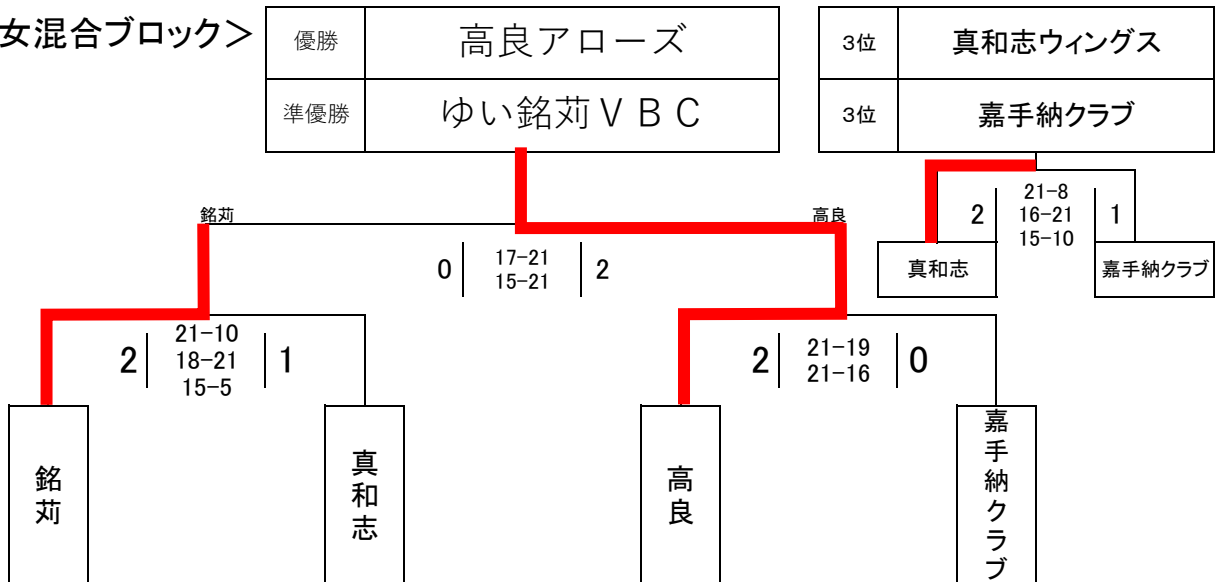 女混合ブロック＞
優勝 高良アローズ
準優勝 ゆい銘苅ＶＢＣ
3位 真和志ウィングス
3位 嘉手納クラブ
2
21-8
16-21
15-10
1
真和志
嘉手納クラブ
銘苅
高良
0
17-21
15-21
2
2
21-10
18-21
15-5
1
2
21-19
21-16
0
銘苅
真和志
高良
嘉手納クラブ